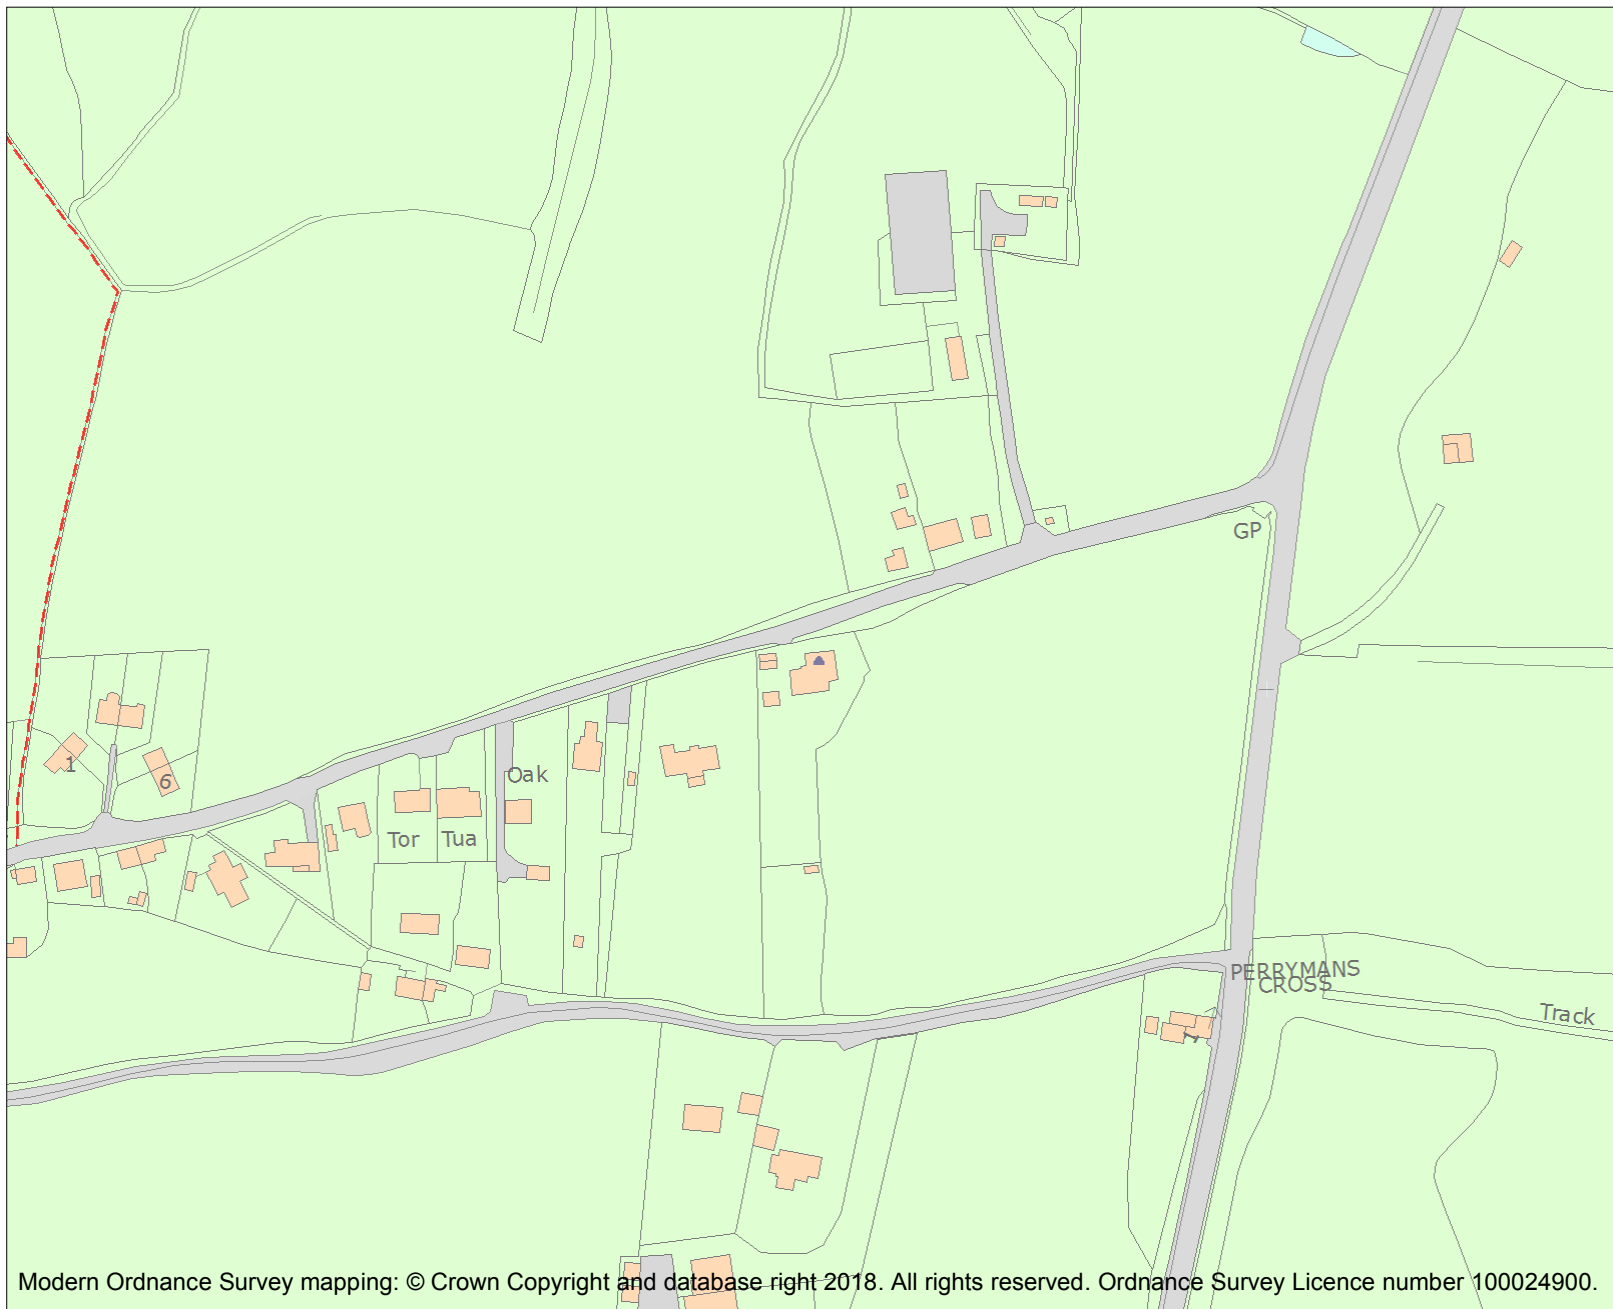 GP
1
6
Oak
Tor
Tua
PERRYMANS
CROSS
Track
1
Modern Ordnance Survey mapping: © Crown Copyright and database right 2018. All rights reserved. Ordnance Survey Licence number 100024900.